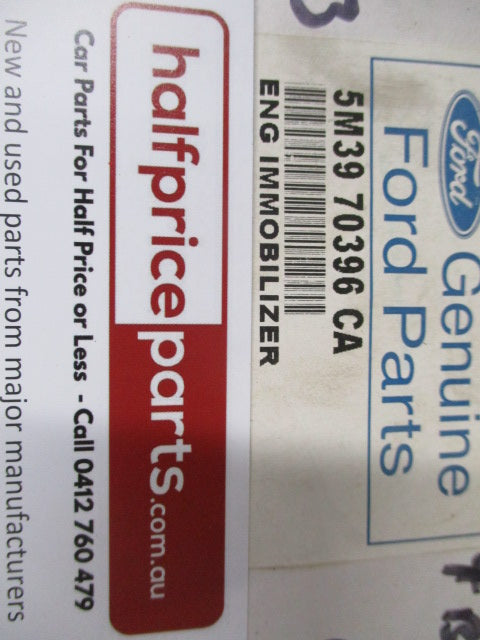 Ford
Genuine
Ford Parts
5M39 70396 CA
ENG IMMOBILIZER
halfpriceparts.com.au
Car Parts For Half Price or Less - Call 0412 760 479
New and used parts from major manufacturers